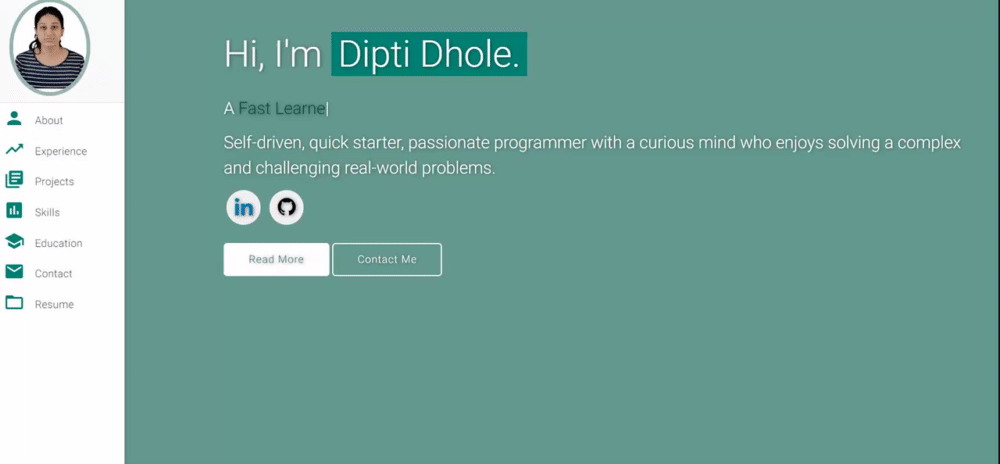 About
Experience
Projects
Skills
Education
Contact
Resume
Hi, I'm Dipti Dhole.
A Fast Learne|
Self-driven, quick starter, passionate programmer with a curious mind who enjoys solving a complex
and challenging real-world problems.
in
Read More
Contact Me